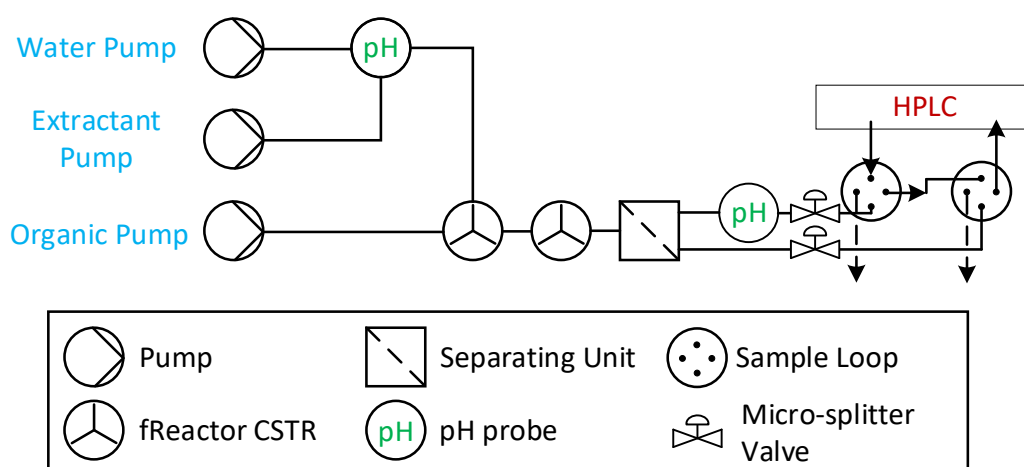 Water Pump
pH
Extractant
Pump
HPLC
Organic Pump
pH
Pump
Separating Unit
Sample Loop
fReactor CSTR
pH
pH probe
Micro-splitter
Valve